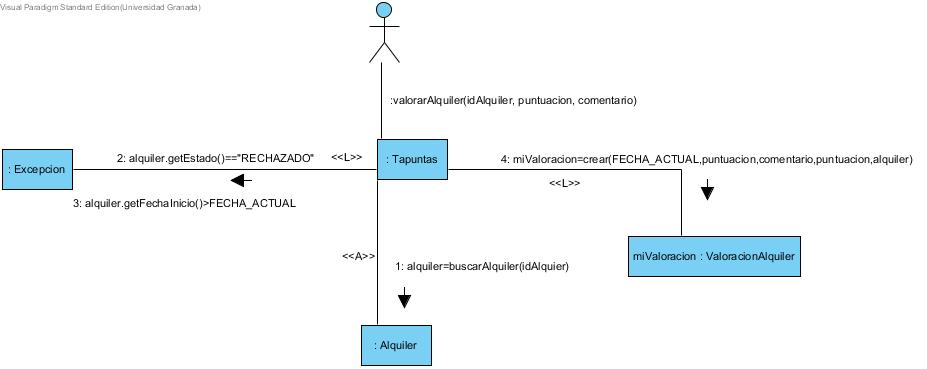 Visual Paradigm Standard Edition(Universidad Granada)
:valorarAlquiler(idAlquiler, puntuacion, comentario)
2: alquiler.getEstado()=="RECHAZADO"
<<L>>
: Tapuntas
4: miValoracion=crear(FECHA_ACTUAL,puntuacion,comentario,puntuacion,alquiler)
: Excepcion
<<L>>
3: alquiler.getFechaInicio()>FECHA_ACTUAL
<<A>>
1: alquiler=buscarAlquiler(idAlquier)
miValoracion : ValoracionAlquiler
: Alquiler